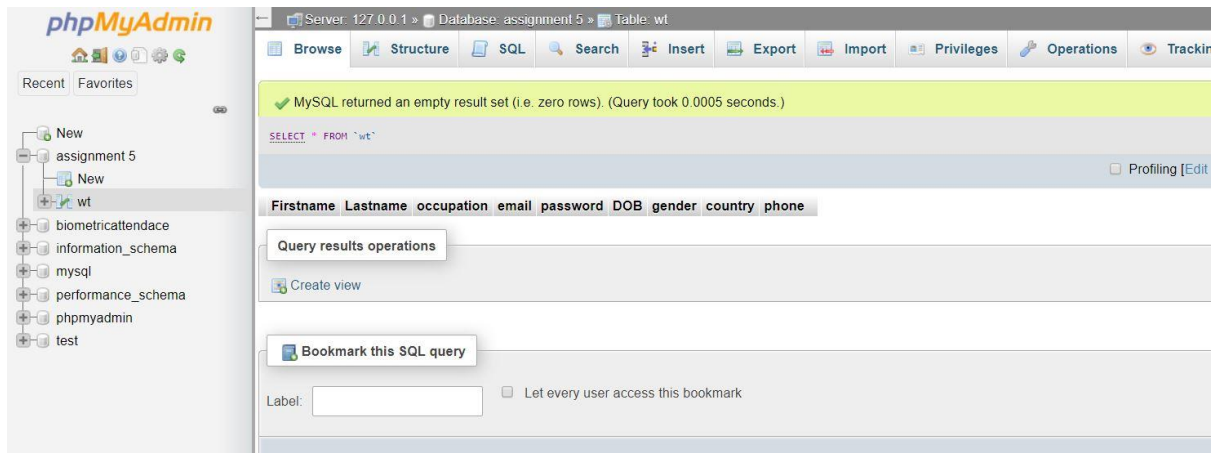 phpMyAdmin
Recent Favorites
New
assignment 5
New
wt
biometricattendace
information_schema
mysql
performance_schema
phpmyadmin
test
Server: 127.0.0.1 » Database: assignment 5 » Table: wt
Browse Structure SQL Search Insert Export Import Privileges Operations Trackin
MySQL returned an empty result set (i.e. zero rows). (Query took 0.0005 seconds.)
SELECT * FROM `wt`
Profiling [Edit
Firstname Lastname occupation email password DOB gender country phone
Query results operations
Create view
Bookmark this SQL query
Label: Let every user access this bookmark